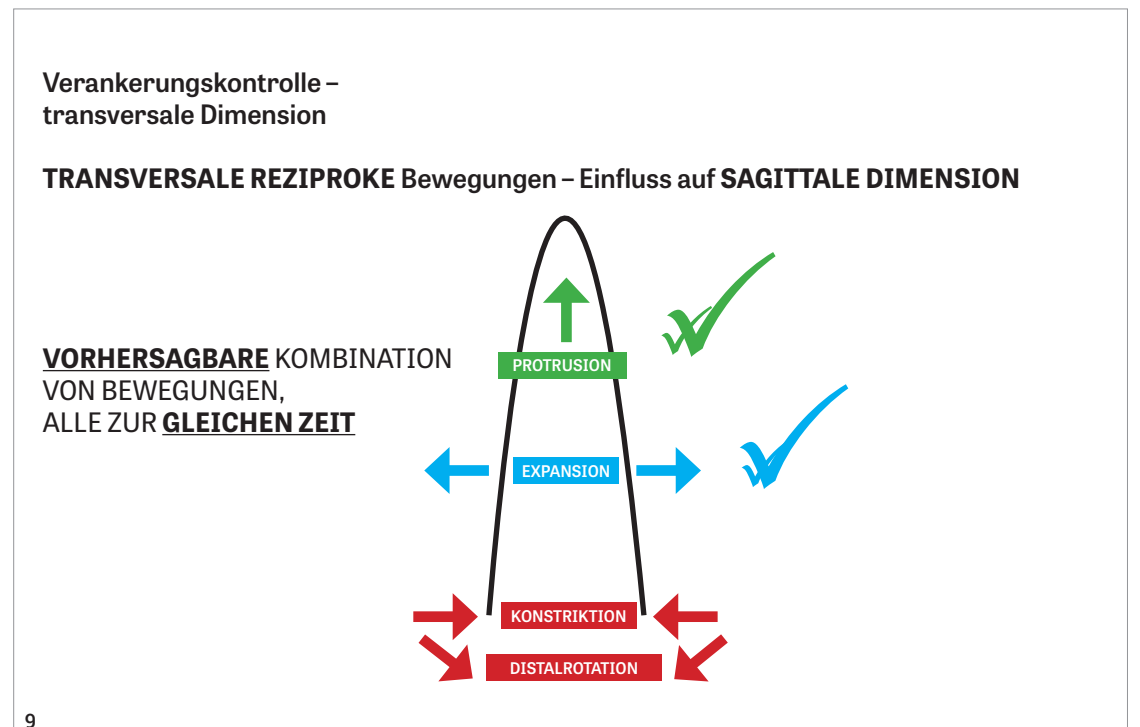 Verankerungskontrolle –
transversale Dimension
TRANSVERSALE REZIPROKE Bewegungen – Einfluss auf SAGITTALE DIMENSION
VORHERSAGBARE KOMBINATION
VON BEWEGUNGEN,
ALLE ZUR GLEICHEN ZEIT
PROTRUSION
EXPANSION
KONSTRIKTION
DISTALROTATION
9